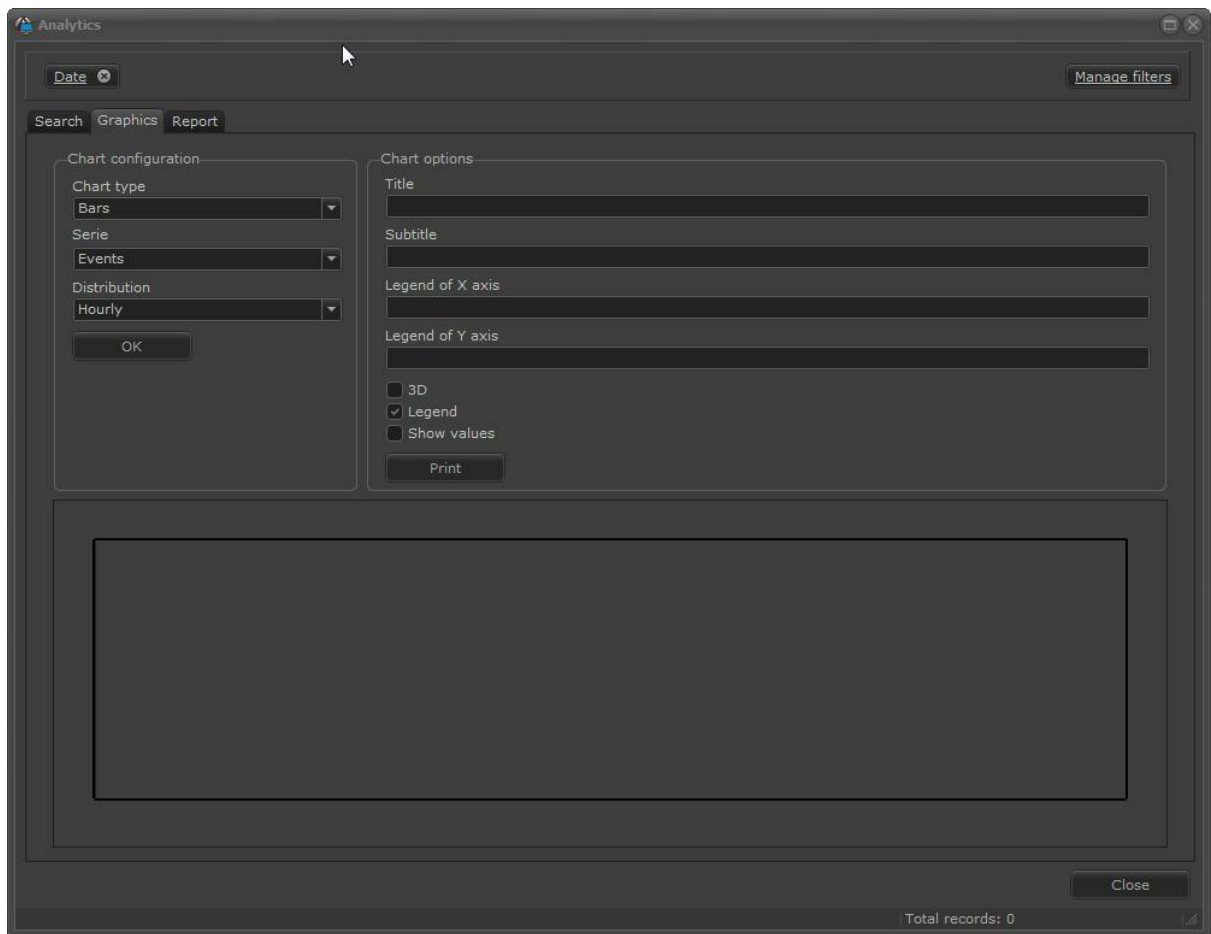 Analytics
Date
Manage filters
Search Graphics Report
Chart configuration
Chart type
Bars
Serie
Events
Distribution
Hourly
OK
Chart options
Title
Subtitle
Legend of X axis
Legend of Y axis
3D
Legend
Show values
Print
Close
Total records: 0